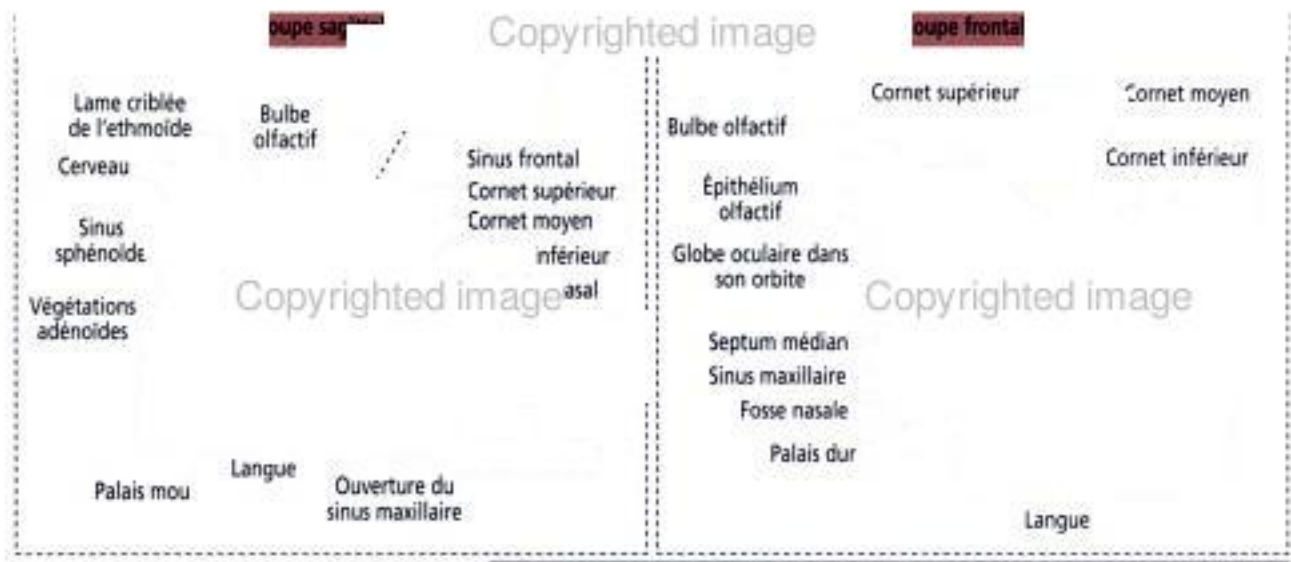 oupe
Copyrighted image
oupe frontal
Lame criblée
de l'ethmoïde
Bulbe
olfactif
Cerveau
Sinus frontal
Cornet supérieur
Cornet moyen
nférieur
asal
Sinus
sphénoïde
Végétations
adénoïdes
Copyrighted image
Langue
Palais mou
Ouverture du
sinus maxillaire
Cornet supérieur
Cornet moyen
Bulbe olfactif
Cornet inférieur
Épithélium
olfactif
Globe oculaire dans
son orbite
Copyrighted image
Septum médian
Sinus maxillaire
Fosse nasale
Palais dur
Langue